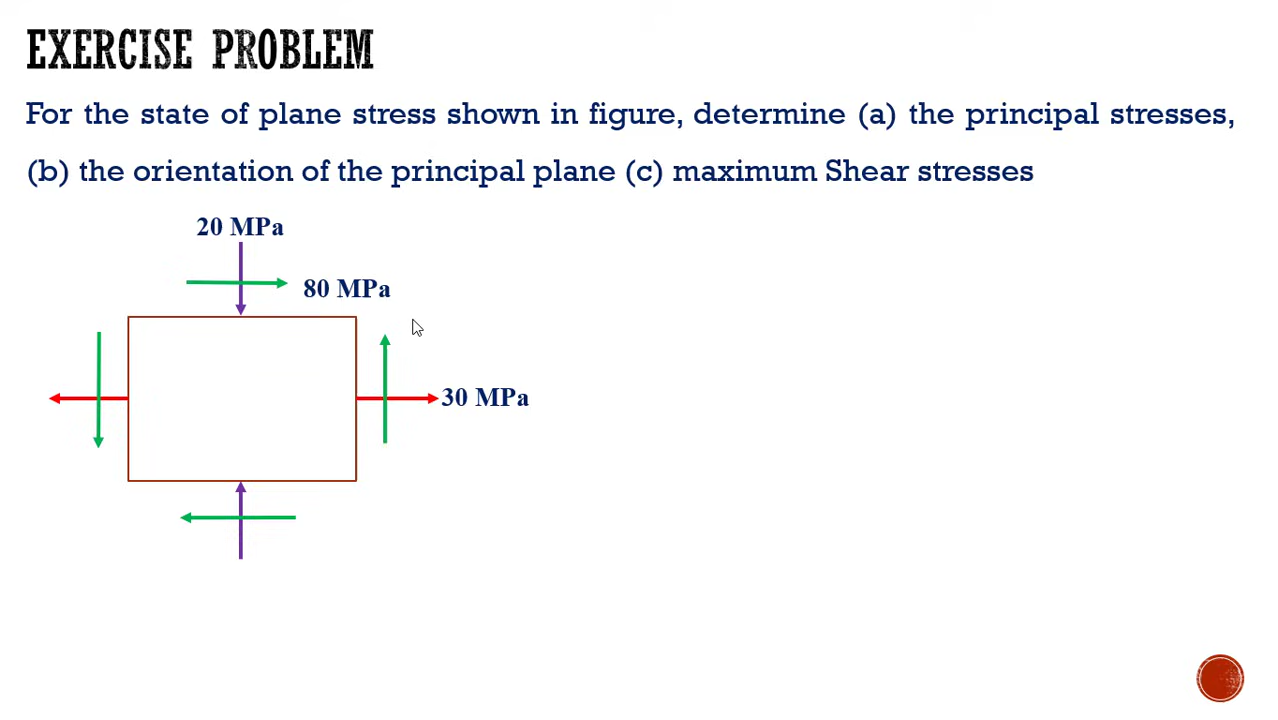 EXERCISE PROBLEM
For the state of plane stress shown in figure, determine (a) the principal stresses,
(b) the orientation of the principal plane (c) maximum Shear stresses
20 MPa
80 MPa
30 MPa